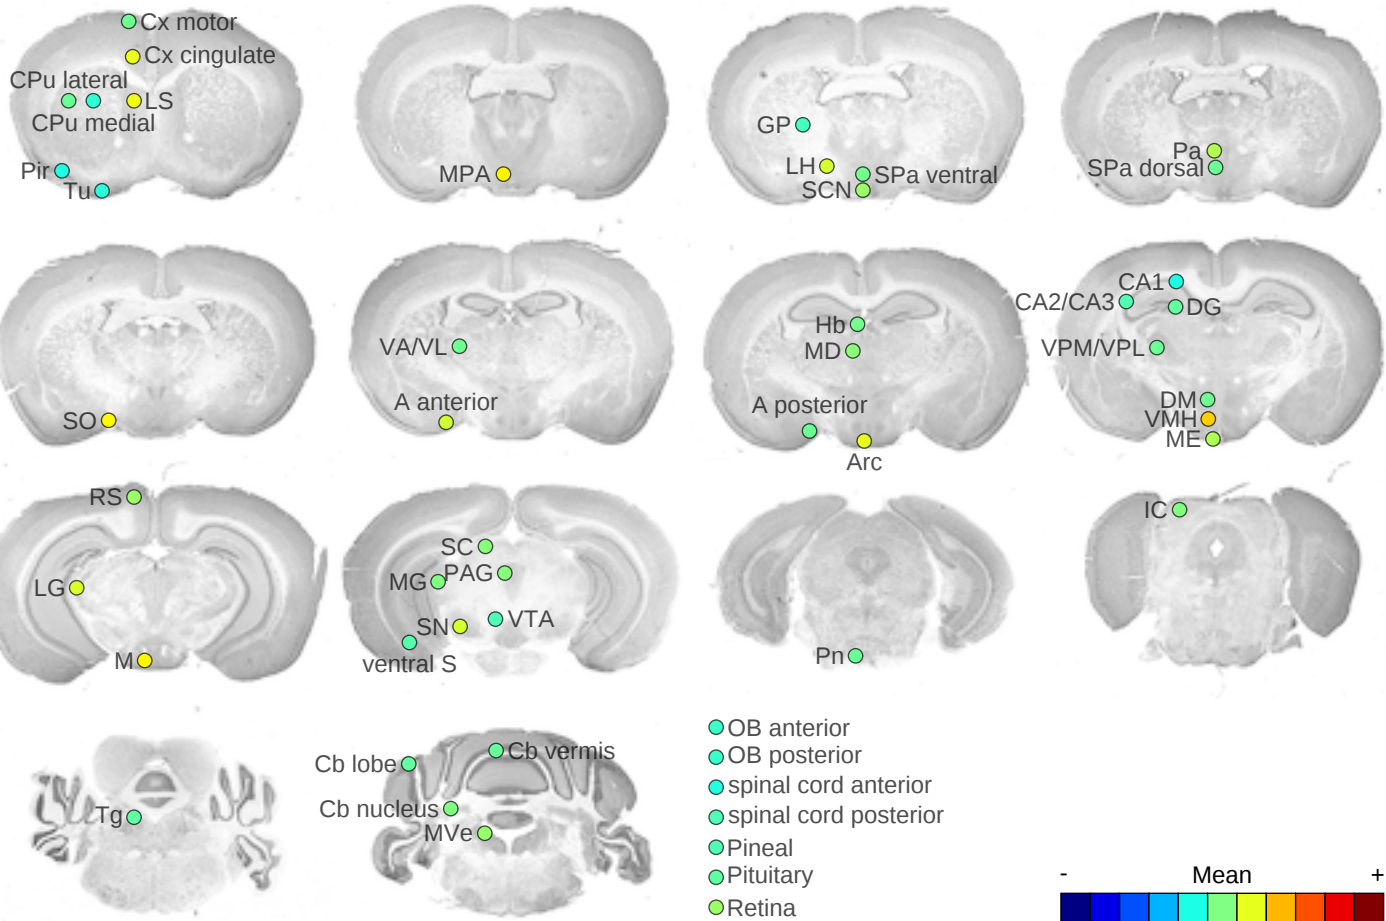 Cx motor
Cx cingulate
CPu lateral
LS
CPu medial
Pir
Tu
MPA
GP
LH
SPa ventral
SCN
Pa
SPa dorsal
SO
VA/VL
A anterior
Hb
MD
A posterior
Arc
CA1
CA2/CA3
DG
VPM/VPL
DM
VMH
ME
RS
LG
M
SC
MG
PAG
SN
VTA
ventral S
Pn
IC
Tg
Cb lobe
Cb vermis
Cb nucleus
MVe
OB anterior
OB posterior
spinal cord anterior
spinal cord posterior
Pineal
Pituitary
Retina
- Mean +